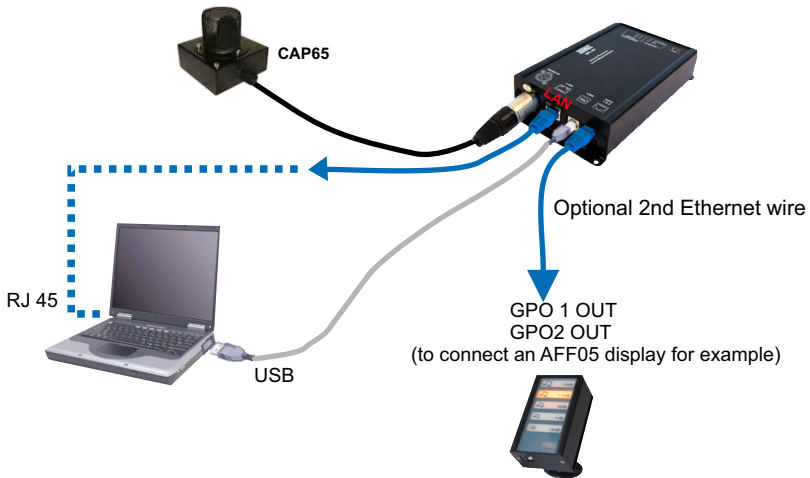 CAP65
LAN
Optional 2nd Ethernet wire
RJ 45
GPO 1 OUT
GPO2 OUT
(to connect an AFF05 display for example)
USB